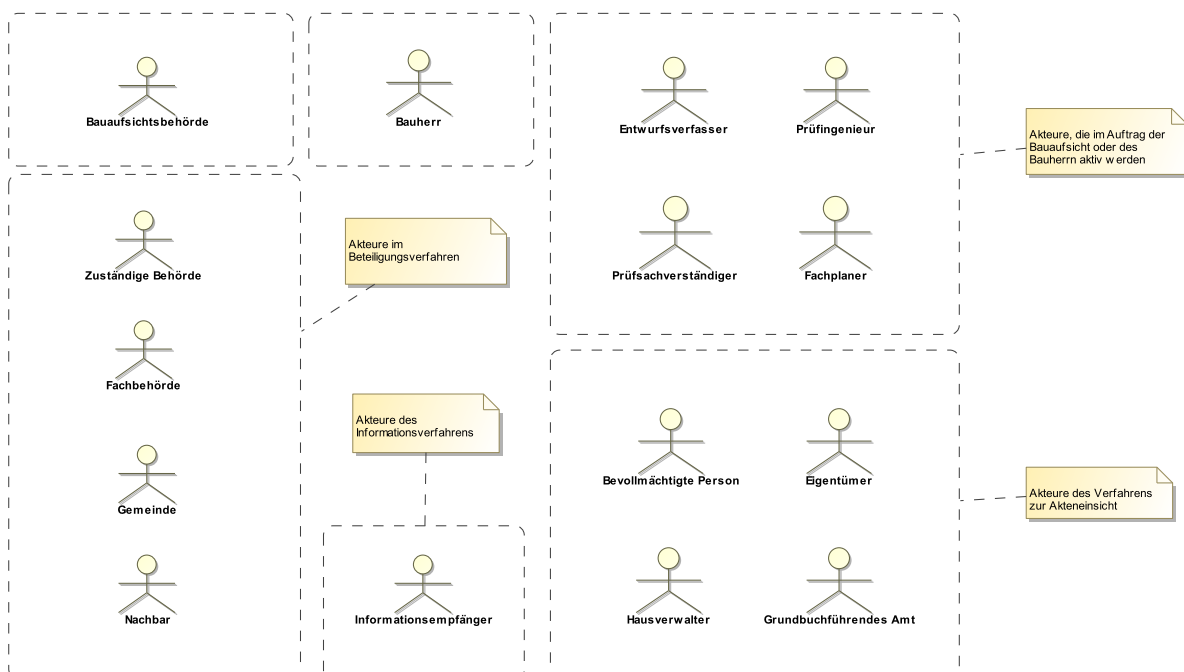 Bauaufsichtsbehörde
Bauherr
Entwurfsverfasser
Prüfingenieur
Akteure, die im Auftrag der
Bauaufsicht oder des
Bauherrn aktiv werden
Prüfsachverständiger
Fachplaner
Zuständige Behörde
Akteure im
Beteiligungsverfahren
Fachbehörde
Gemeinde
Nachbar
Akteure des
Informationsverfahrens
Informationsempfänger
Bevollmächtigte Person
Eigentümer
Akteure des Verfahrens
zur Akteneinsicht
Hausverwalter
Grundbuchführendes Amt